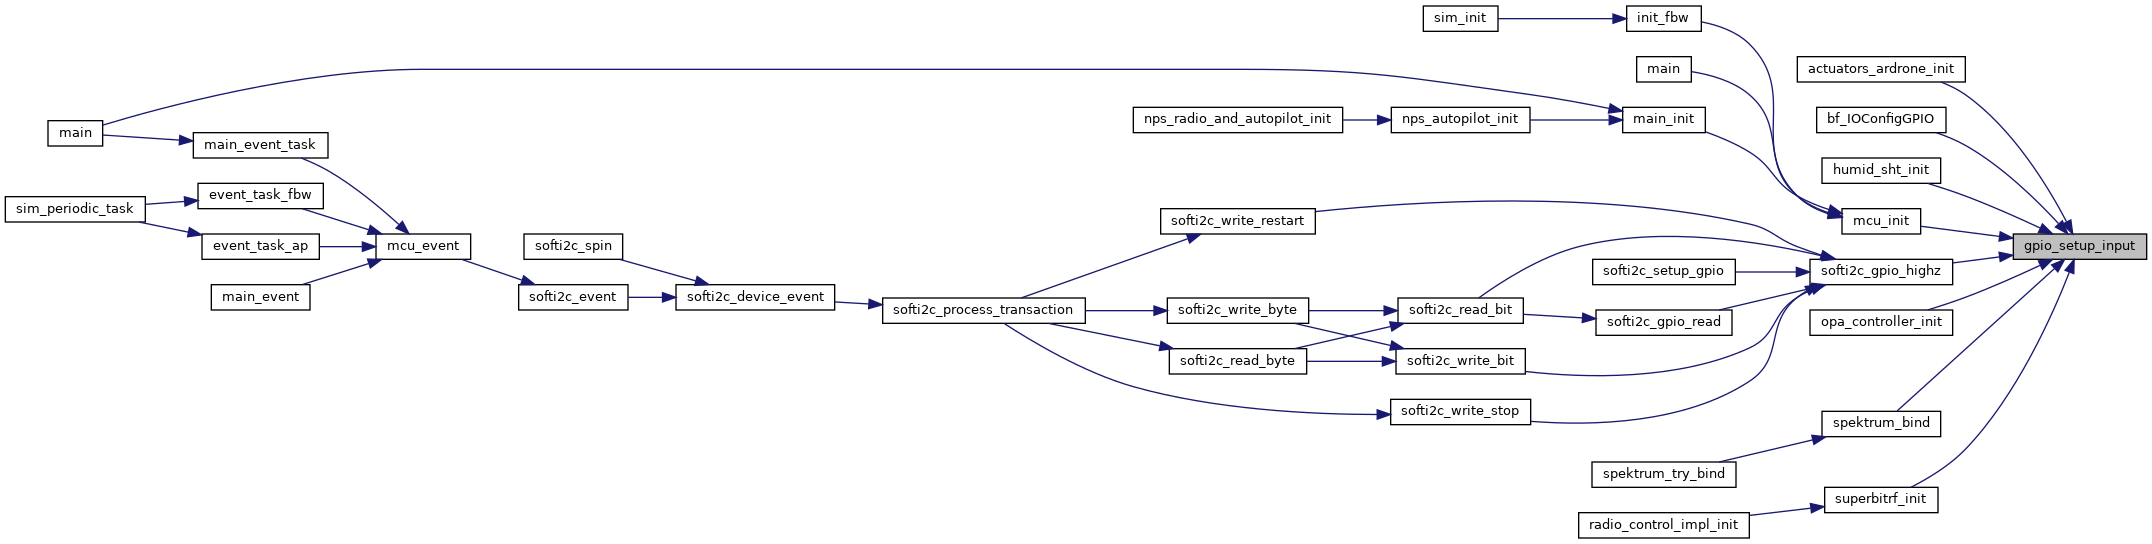 sim_init
init_fbw
main
actuators_ardrone_init
nps_radio_and_autopilot_init
nps_autopilot_init
main_init
bf_IOConfigGPIO
main
main_event_task
humid_sht_init
event_task_fbw
sim_periodic_task
softi2c_write_restart
mcu_init
event_task_ap
mcu_event
softi2c_spin
gpio_setup_input
softi2c_setup_gpio
softi2c_gpio_highz
main_event
softi2c_event
softi2c_device_event
softi2c_process_transaction
softi2c_write_byte
softi2c_read_bit
softi2c_gpio_read
opa_controller_init
softi2c_read_byte
softi2c_write_bit
softi2c_write_stop
spektrum_bind
spektrum_try_bind
superbitrf_init
radio_control_impl_init